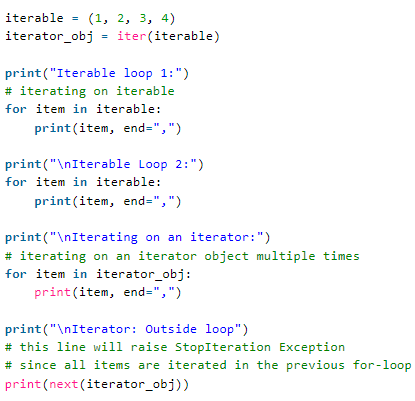 iterable = (1, 2, 3, 4)
iterator_obj = iter(iterable)

print("Iterable loop 1:")
# iterating on iterable
for item in iterable:
    print(item, end=",")

print("\nIterable Loop 2:")
for item in iterable:
    print(item, end=",")

print("\nIterating on an iterator:")
# iterating on an iterator object multiple times
for item in iterator_obj:
    print(item, end=",")

print("\nIterator: Outside loop")
# this line will raise StopIteration Exception
# since all items are iterated in the previous for-loop
print(next(iterator_obj))